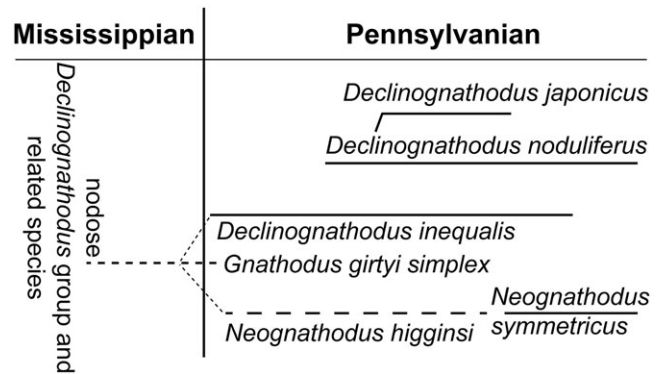 Mississippian
Pennsylvanian
nodose
Declinognathodus group and
related species
Declinognathodus japonicus
Declinognathodus noduliferus
Declinognathodus inequalis
Gnathodus girtyi simplex
Neognathodus higginsi
Neognathodus
symmetricus